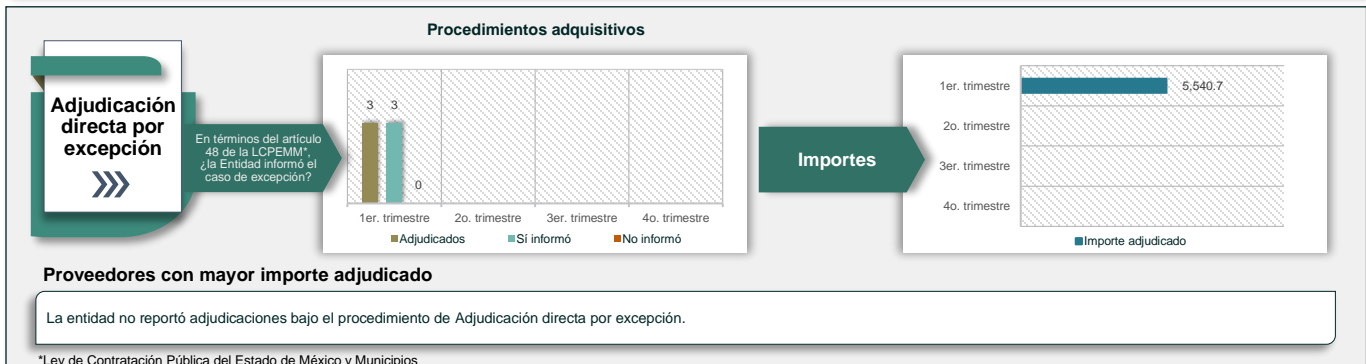 Procedimientos adquisitivos
Adjudicación
directa por
excepción
En términos del artículo
48 de la LCPEMM*,
¿la Entidad informó el
caso de excepción?
3 3
0
1er. trimestre 2o. trimestre 3er. trimestre 4o. trimestre
Adjudicados Sí informó No informó
Importes
1er. trimestre 5,540.7
2o. trimestre
3er. trimestre
4o. trimestre
Importe adjudicado
Proveedores con mayor importe adjudicado
La entidad no reportó adjudicaciones bajo el procedimiento de Adjudicación directa por excepción.
*Ley de Contratación Pública del Estado de México y Municipios